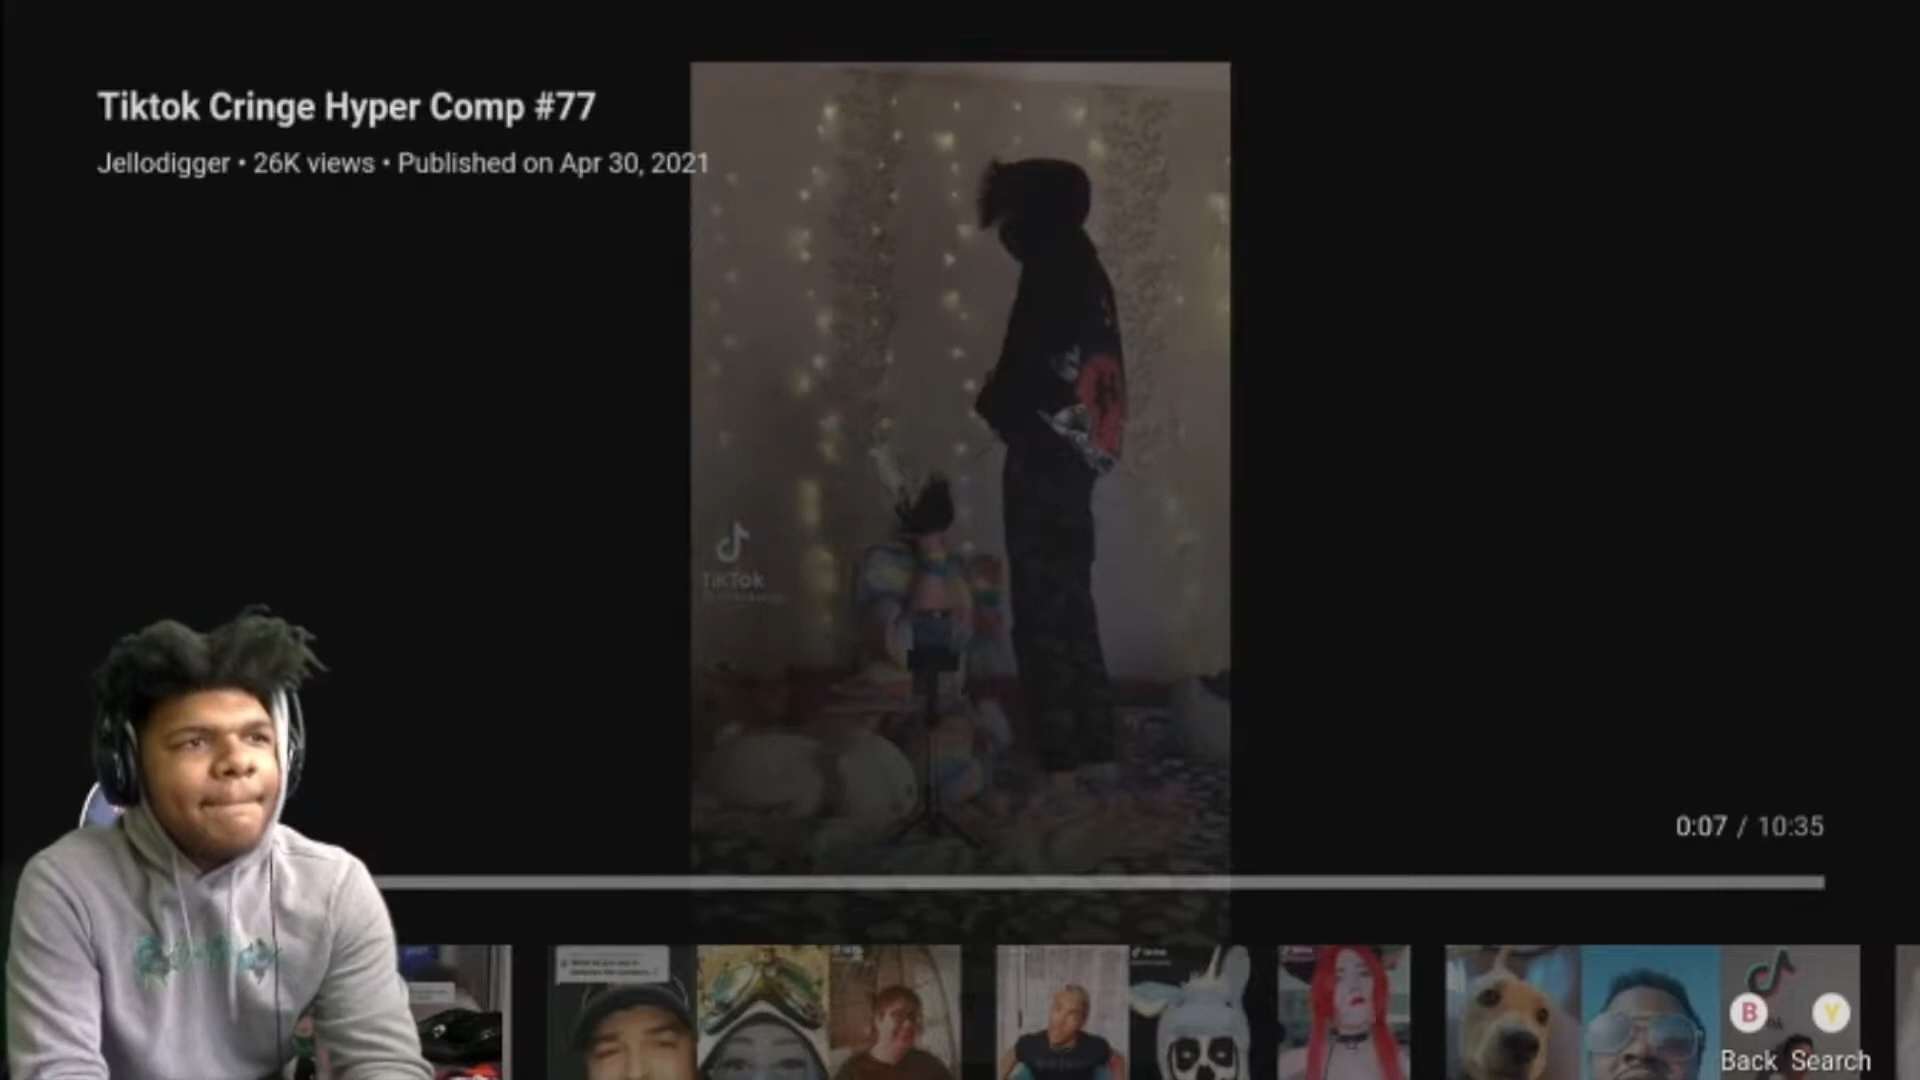 Tiktok Cringe Hyper Comp #77
Jellodigger • 26K views • Published on Apr 30, 2021
TikTok
0:07 / 10:35
B
Y
Back
Search